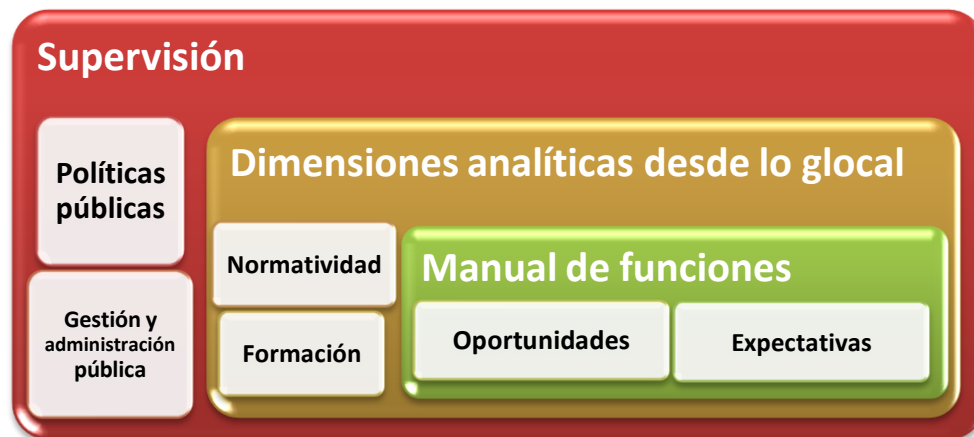 Supervisión
Políticas
públicas
Gestión y
administración
pública
Dimensiones analíticas desde lo glocal
Normatividad
Formación
Manual de funciones
Oportunidades
Expectativas